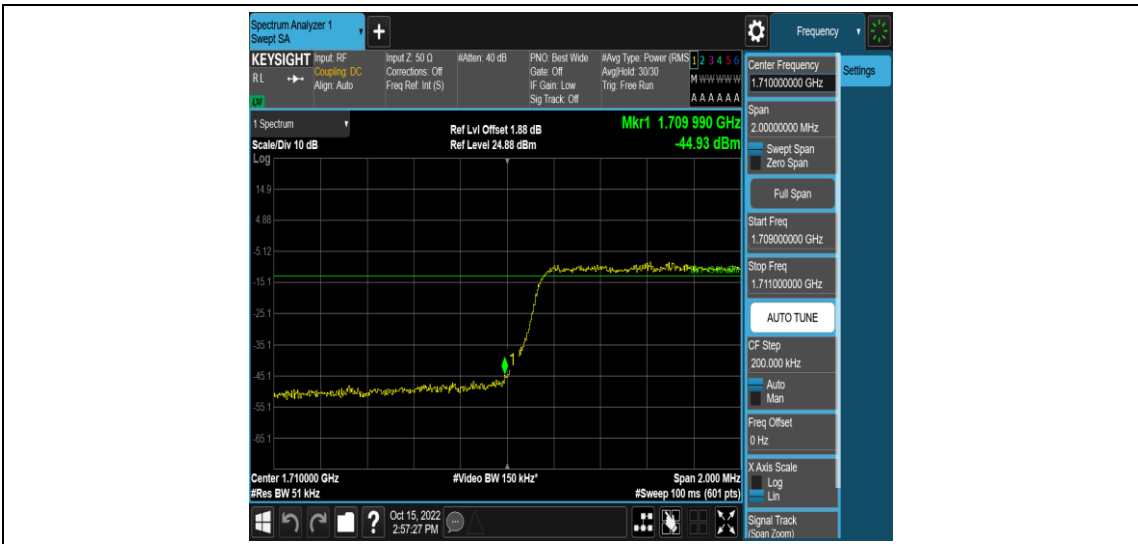 Spectrum Analyzer 1
Swept SA
+
Frequency
KEYSIGHT
RL
LXI
Input: RF
Coupling: DC
Align: Auto
Input Z: 50 Ω
Corrections: Off
Freq Ref: Int (S)
#Atten: 40 dB
PNO: Best Wide
Gate: Off
IF Gain: Low
Sig Track: Off
#Avg Type: Power (RMS
Avg|Hold: 30/30
Trig: Free Run
1 2 3 4 5 6
M W W W W W
A A A A A A
Center Frequency
1.710000000 GHz
Settings
Span
2.00000000 MHz
Swept Span
Zero Span
Full Span
Start Freq
1.709000000 GHz
Stop Freq
1.711000000 GHz
AUTO TUNE
CF Step
200.000 kHz
Auto
Man
Freq Offset
0 Hz
X Axis Scale
Log
Lin
Signal Track
(Span Zoom)
1 Spectrum
Scale/Div 10 dB
Log
Ref Lvl Offset 1.88 dB
Ref Level 24.88 dBm
Mkr1 1.709 990 GHz
-44.93 dBm
14.9
4.88
-5.12
-15.1
-25.1
-35.1
-45.1
-55.1
-65.1
1
Center 1.710000 GHz
#Res BW 51 kHz
#Video BW 150 kHz*
Span 2.000 MHz
#Sweep 100 ms (601 pts)
?
Oct 15, 2022
2:57:27 PM